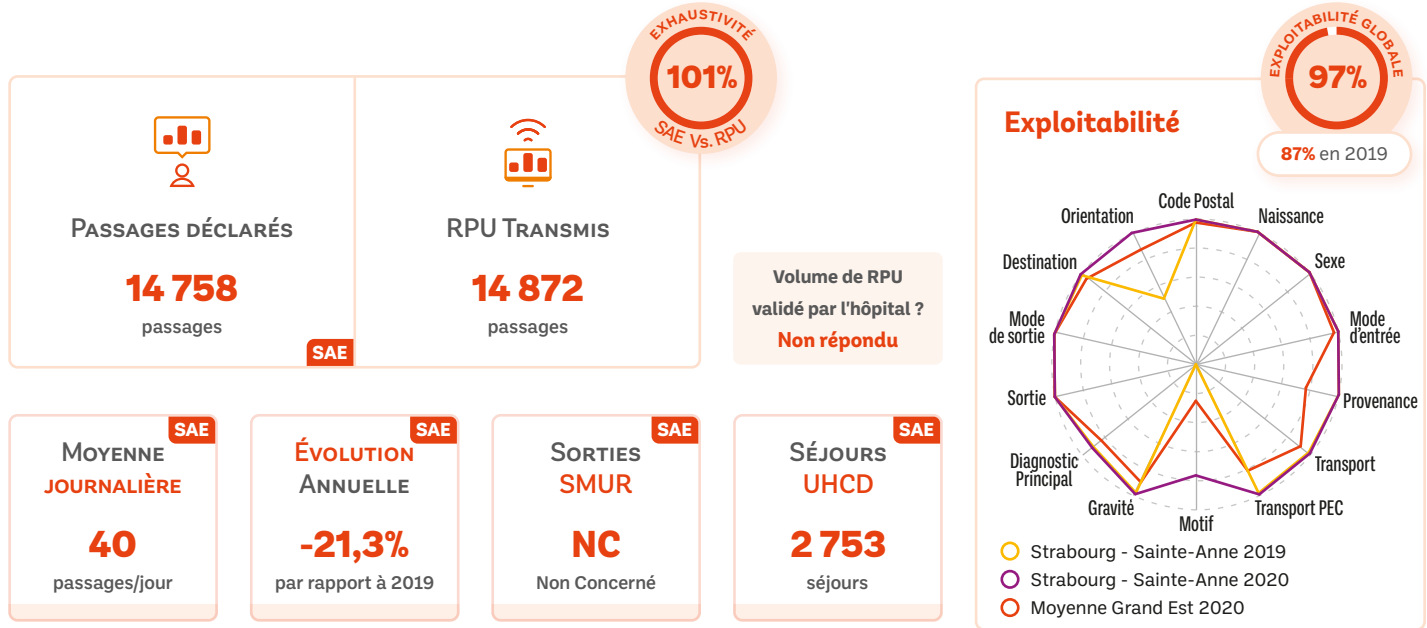 EXHAUSTIVITÉ
101%
SAE Vs. RPU
PASSAGES DÉCLARÉS
14 758
passages
SAE
RPU TRANSMIS
14 872
passages
Volume de RPU
validé par l'hôpital ?
Non répondu
SAE
MOYENNE
JOURNALIÈRE
40
passages/jour
SAE
ÉVOLUTION
ANNUELLE
-21,3%
par rapport à 2019
SAE
SORTIES
SMUR
NC
Non Concerné
SAE
SÉJOURS
UHCD
2 753
séjours
EXPLOITABILITÉ GLOBALE
97%
87% en 2019
Exploitabilité
Code Postal
Naissance
Sexe
Mode
d'entrée
Provenance
Transport
Transport PEC
Motif
Gravité
Diagnostic
Principal
Sortie
Mode
de sortie
Destination
Orientation
Strabourg - Sainte-Anne 2019
Strabourg - Sainte-Anne 2020
Moyenne Grand Est 2020